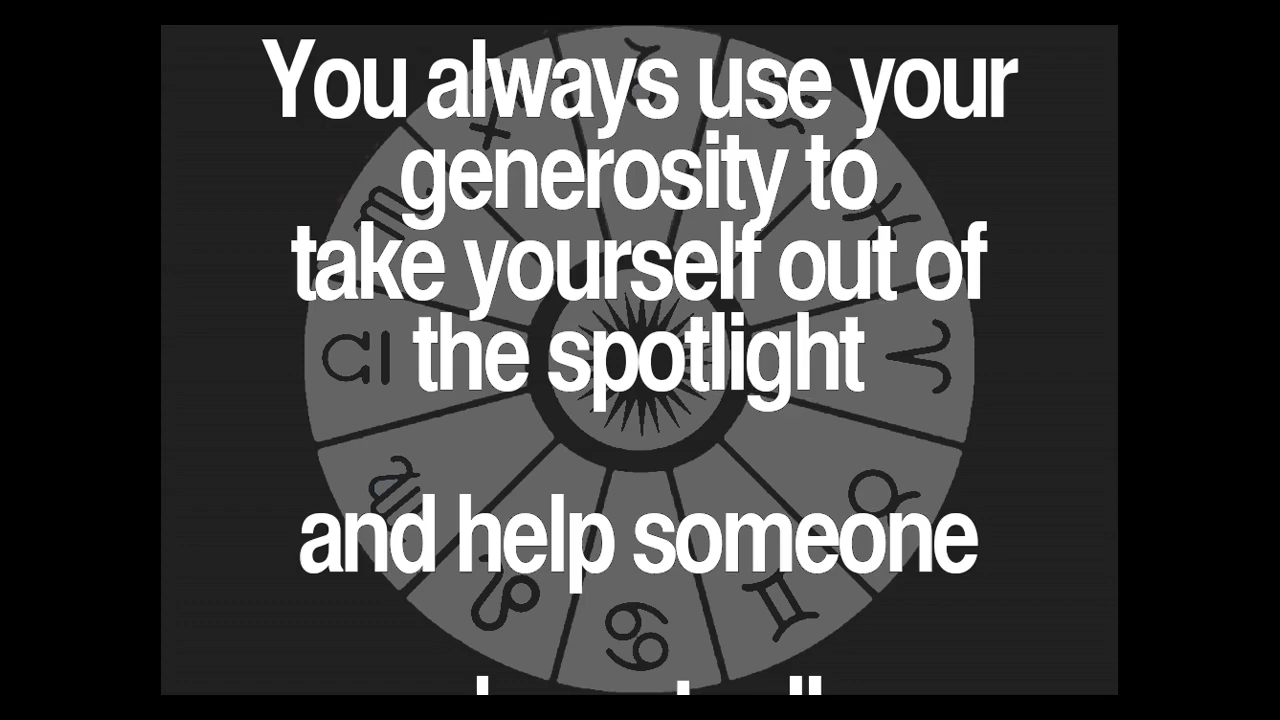 You always use your
generosity to
take yourself out of
the spotlight
and help someone